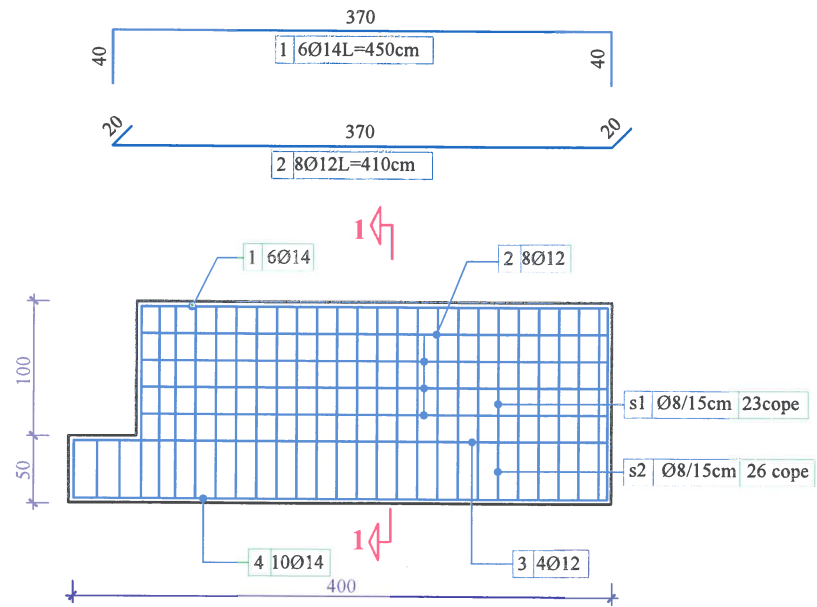 370
40
1 6Ø14L=450cm
40
20
370
20
2 8Ø12L=410cm
1
1 6Ø14
2 8Ø12
100
s1 Ø8/15cm 23cope
50
s2 Ø8/15cm 26 cope
1
4 10Ø14
3 4Ø12
400